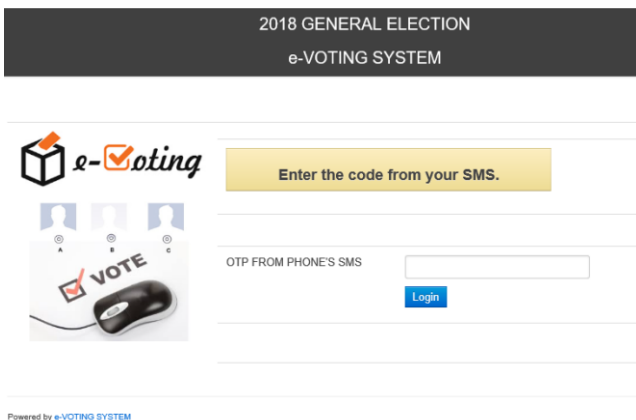 2018 GENERAL ELECTION
e-VOTING SYSTEM
e-Voting
Enter the code from your SMS.
A B C
VOTE
OTP FROM PHONE'S SMS
Login
Powered by e-VOTING SYSTEM